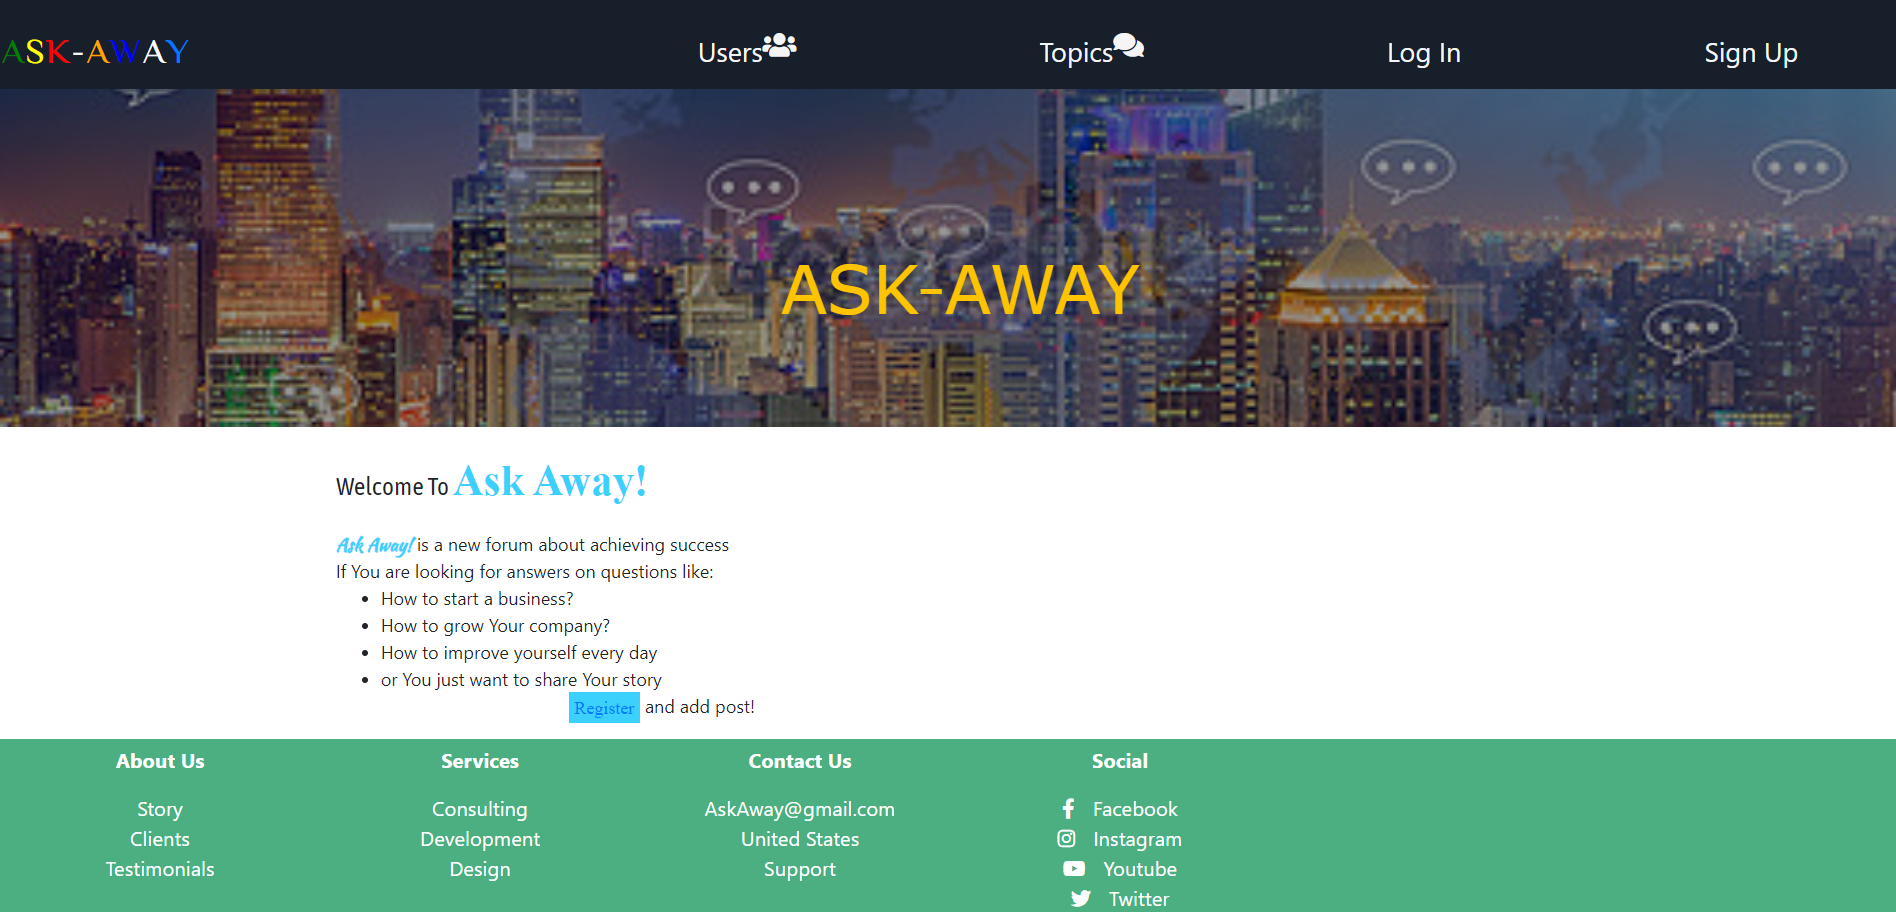 ASK-AWAY
Users
Topics
Log In
Sign Up
ASK-AWAY
Welcome To Ask Away!
Ask Away! is a new forum about achieving success
If You are looking for answers on questions like:
How to start a business?
How to grow Your company?
How to improve yourself every day
or You just want to share Your story
Register and add post!
About Us
Story
Clients
Testimonials
Services
Consulting
Development
Design
Contact Us
AskAway@gmail.com
United States
Support
Social
Facebook
Instagram
Youtube
Twitter